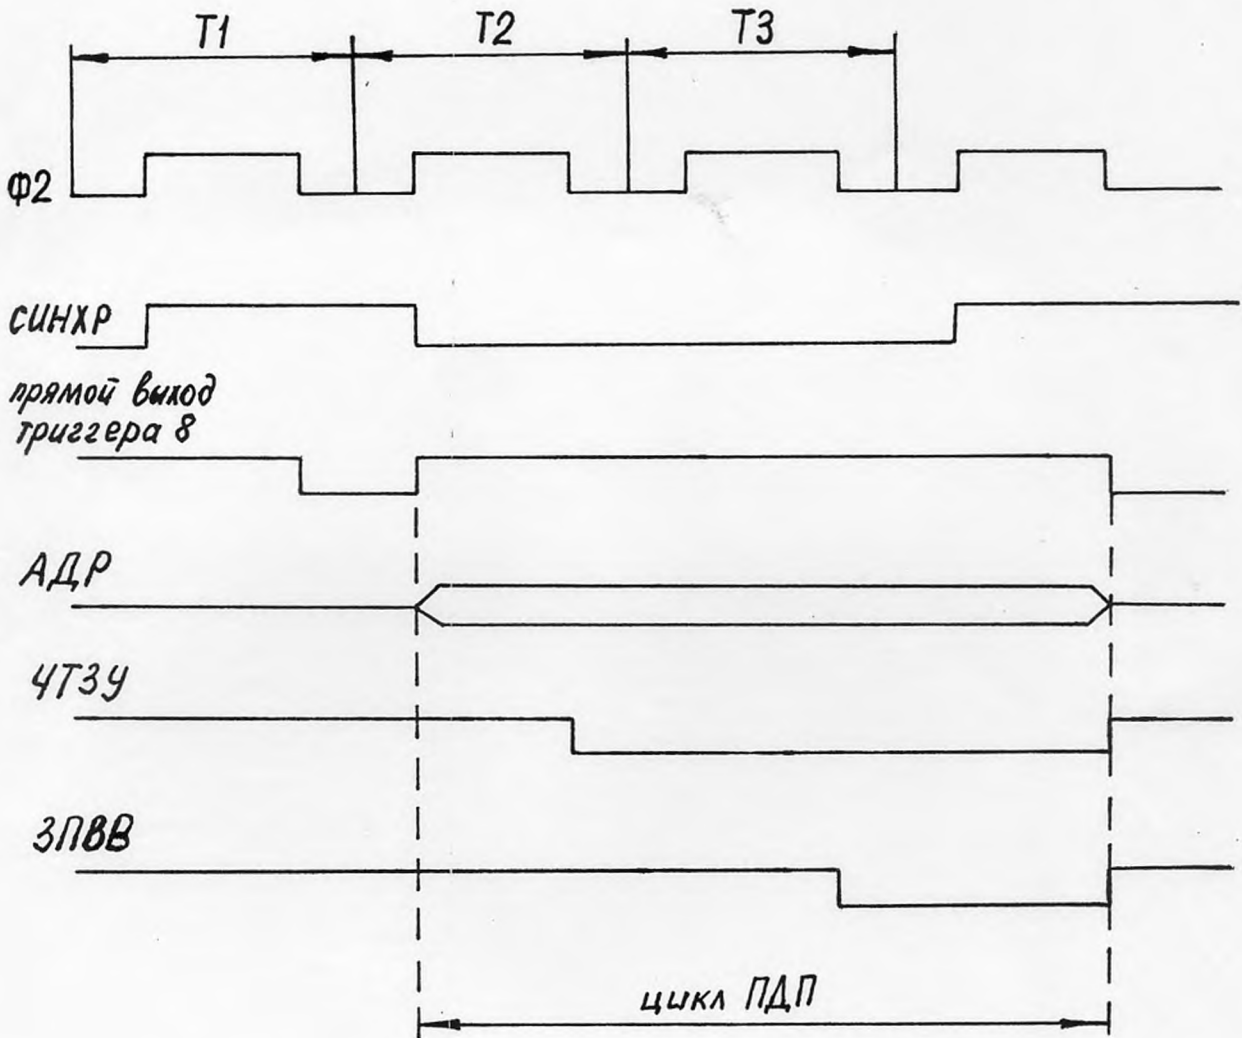 T1
T2
T3
Ф2
СИНХР
прямой выход
триггера 8
АДР
ЧТЗУ
ЗПВВ
цикл ПДП